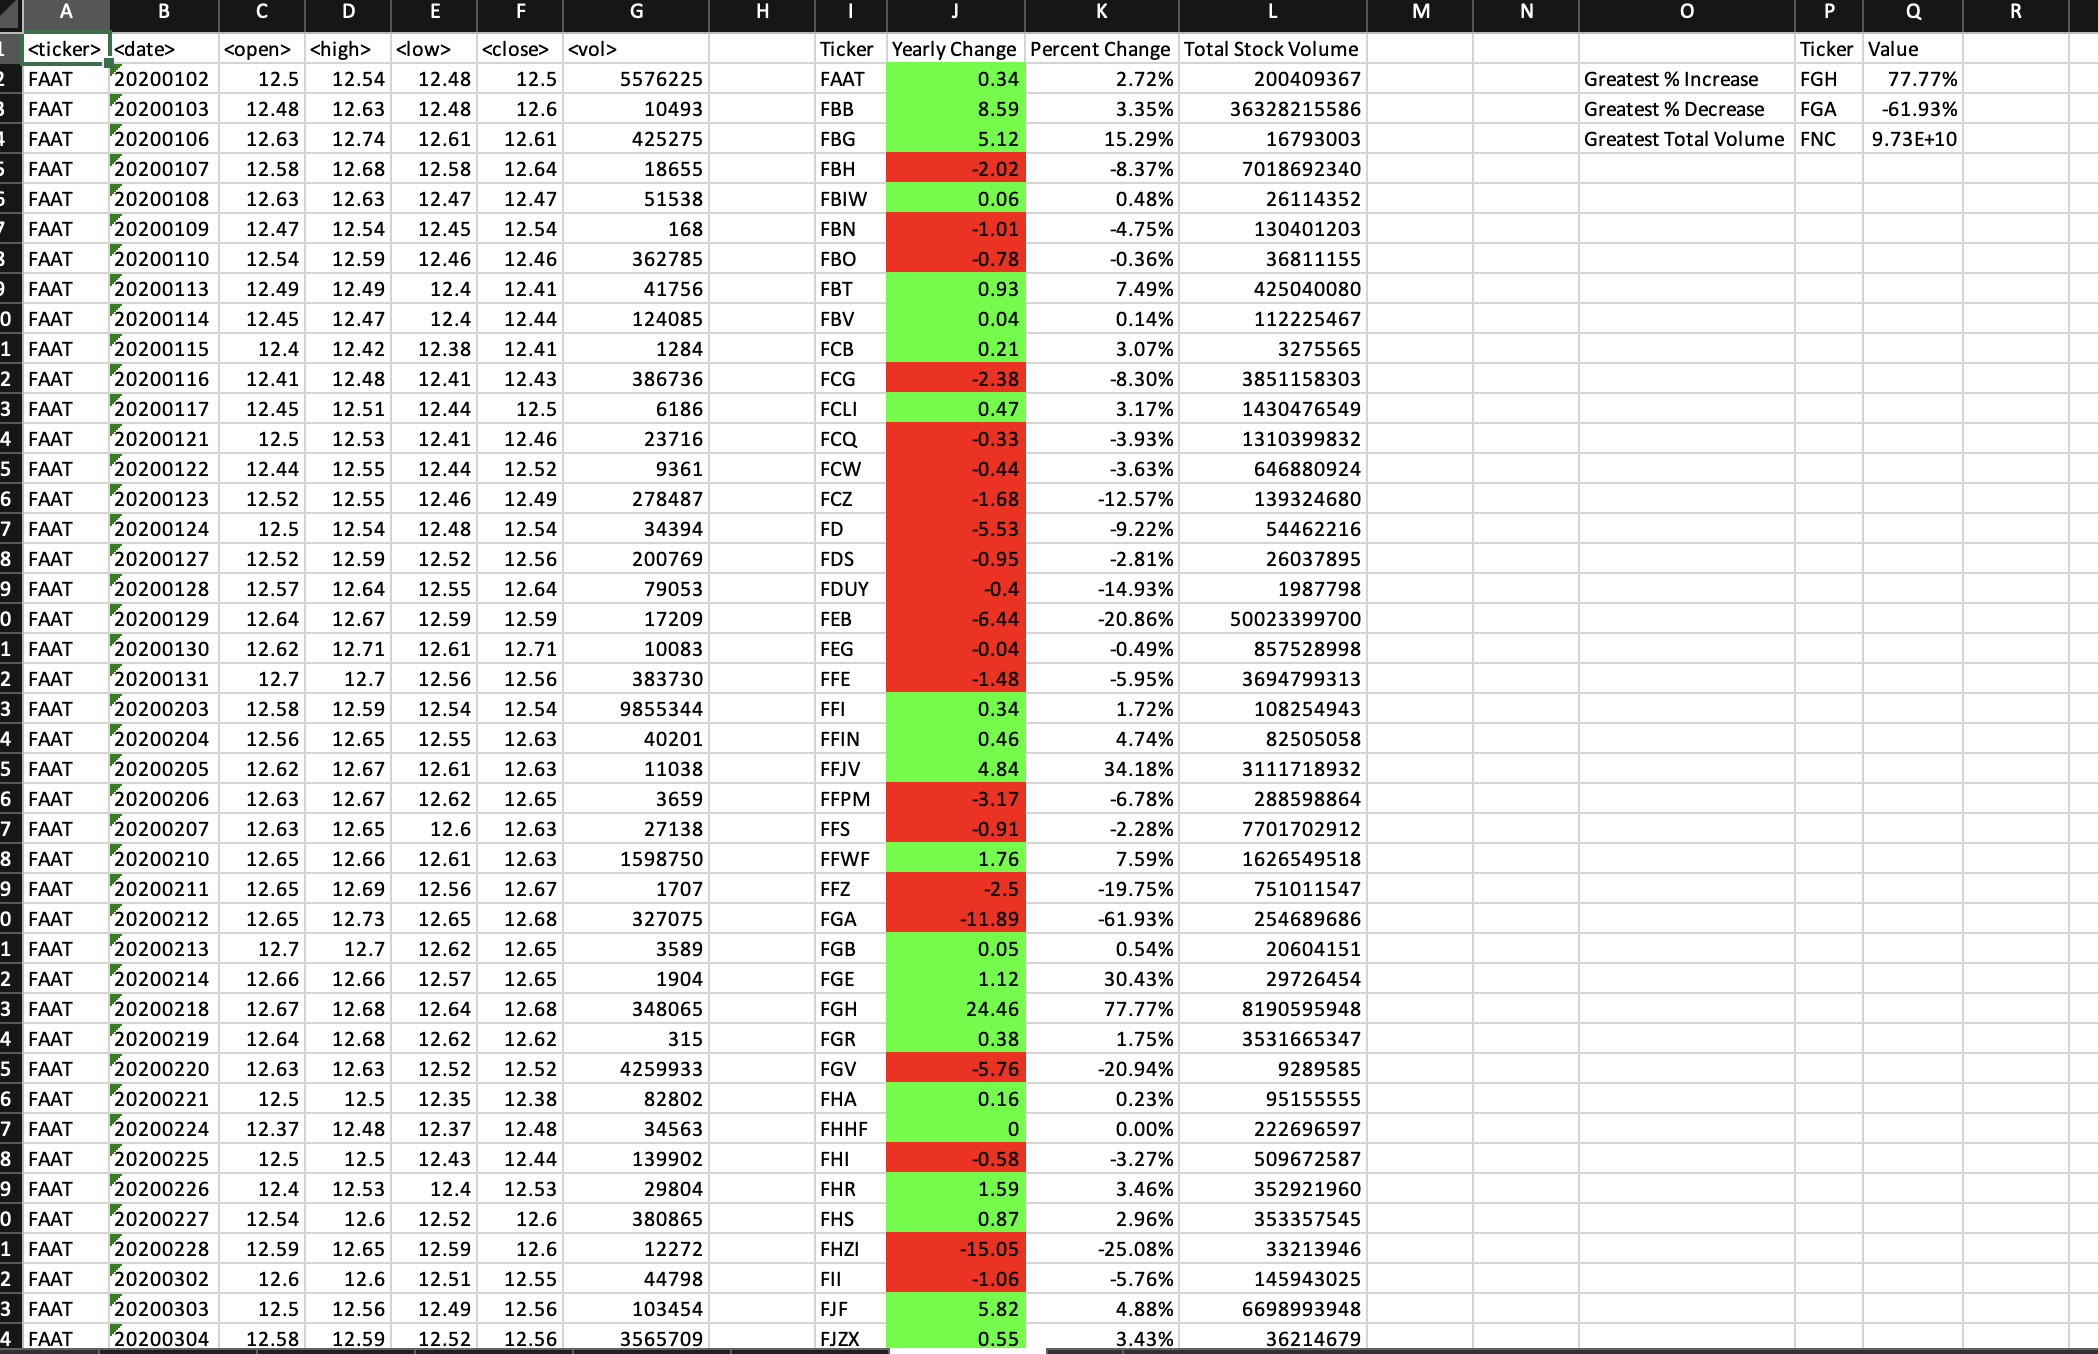 A B C D E F G H I J K L M N O P Q R
1 <ticker> <date> <open> <high> <low> <close> <vol> Ticker Yearly Change Percent Change Total Stock Volume Ticker Value
2 FAAT 20200102 12.5 12.54 12.48 12.5 5576225 FAAT 0.34 2.72% 200409367 Greatest % Increase FGH 77.77%
3 FAAT 20200103 12.48 12.63 12.48 12.6 10493 FBB 8.59 3.35% 36328215586 Greatest % Decrease FGA -61.93%
4 FAAT 20200106 12.63 12.74 12.61 12.61 425275 FBG 5.12 15.29% 16793003 Greatest Total Volume FNC 9.73E+10
5 FAAT 20200107 12.58 12.68 12.58 12.64 18655 FBH -2.02 -8.37% 7018692340
6 FAAT 20200108 12.63 12.63 12.47 12.47 51538 FBIW 0.06 0.48% 26114352
7 FAAT 20200109 12.47 12.54 12.45 12.54 168 FBN -1.01 -4.75% 130401203
8 FAAT 20200110 12.54 12.59 12.46 12.46 362785 FBO -0.78 -0.36% 36811155
9 FAAT 20200113 12.49 12.49 12.4 12.41 41756 FBT 0.93 7.49% 425040080
0 FAAT 20200114 12.45 12.47 12.4 12.44 124085 FBV 0.04 0.14% 112225467
1 FAAT 20200115 12.4 12.42 12.38 12.41 1284 FCB 0.21 3.07% 3275565
2 FAAT 20200116 12.41 12.48 12.41 12.43 386736 FCG -2.38 -8.30% 3851158303
3 FAAT 20200117 12.45 12.51 12.44 12.5 6186 FCLI 0.47 3.17% 1430476549
4 FAAT 20200121 12.5 12.53 12.41 12.46 23716 FCQ -0.33 -3.93% 1310399832
5 FAAT 20200122 12.44 12.55 12.44 12.52 9361 FCW -0.44 -3.63% 646880924
6 FAAT 20200123 12.52 12.55 12.46 12.49 278487 FCZ -1.68 -12.57% 139324680
7 FAAT 20200124 12.5 12.54 12.48 12.54 34394 FD -5.53 -9.22% 54462216
8 FAAT 20200127 12.52 12.59 12.52 12.56 200769 FDS -0.95 -2.81% 26037895
9 FAAT 20200128 12.57 12.64 12.55 12.64 79053 FDUY -0.4 -14.93% 1987798
0 FAAT 20200129 12.64 12.67 12.59 12.59 17209 FEB -6.44 -20.86% 50023399700
1 FAAT 20200130 12.62 12.71 12.61 12.71 10083 FEG -0.04 -0.49% 857528998
2 FAAT 20200131 12.7 12.7 12.56 12.56 383730 FFE -1.48 -5.95% 3694799313
3 FAAT 20200203 12.58 12.59 12.54 12.54 9855344 FFI 0.34 1.72% 108254943
4 FAAT 20200204 12.56 12.65 12.55 12.63 40201 FFIN 0.46 4.74% 82505058
5 FAAT 20200205 12.62 12.67 12.61 12.63 11038 FFJV 4.84 34.18% 3111718932
6 FAAT 20200206 12.63 12.67 12.62 12.65 3659 FFPM -3.17 -6.78% 288598864
7 FAAT 20200207 12.63 12.65 12.6 12.63 27138 FFS -0.91 -2.28% 7701702912
8 FAAT 20200210 12.65 12.66 12.61 12.63 1598750 FFWF 1.76 7.59% 1626549518
9 FAAT 20200211 12.65 12.69 12.56 12.67 1707 FFZ -2.5 -19.75% 751011547
0 FAAT 20200212 12.65 12.73 12.65 12.68 327075 FGA -11.89 -61.93% 254689686
1 FAAT 20200213 12.7 12.7 12.62 12.65 3589 FGB 0.05 0.54% 20604151
2 FAAT 20200214 12.66 12.66 12.57 12.65 1904 FGE 1.12 30.43% 29726454
3 FAAT 20200218 12.67 12.68 12.64 12.68 348065 FGH 24.46 77.77% 8190595948
4 FAAT 20200219 12.64 12.68 12.62 12.62 315 FGR 0.38 1.75% 3531665347
5 FAAT 20200220 12.63 12.63 12.52 12.52 4259933 FGV -5.76 -20.94% 9289585
6 FAAT 20200221 12.5 12.5 12.35 12.38 82802 FHA 0.16 0.23% 95155555
7 FAAT 20200224 12.37 12.48 12.37 12.48 34563 FHHF 0 0.00% 222696597
8 FAAT 20200225 12.5 12.5 12.43 12.44 139902 FHI -0.58 -3.27% 509672587
9 FAAT 20200226 12.4 12.53 12.4 12.53 29804 FHR 1.59 3.46% 352921960
0 FAAT 20200227 12.54 12.6 12.52 12.6 380865 FHS 0.87 2.96% 353357545
1 FAAT 20200228 12.59 12.65 12.59 12.6 12272 FHZI -15.05 -25.08% 33213946
2 FAAT 20200302 12.6 12.6 12.51 12.55 44798 FII -1.06 -5.76% 145943025
3 FAAT 20200303 12.5 12.56 12.49 12.56 103454 FJF 5.82 4.88% 6698993948
4 FAAT 20200304 12.58 12.59 12.52 12.56 3565709 FJZX 0.55 3.43% 36214679